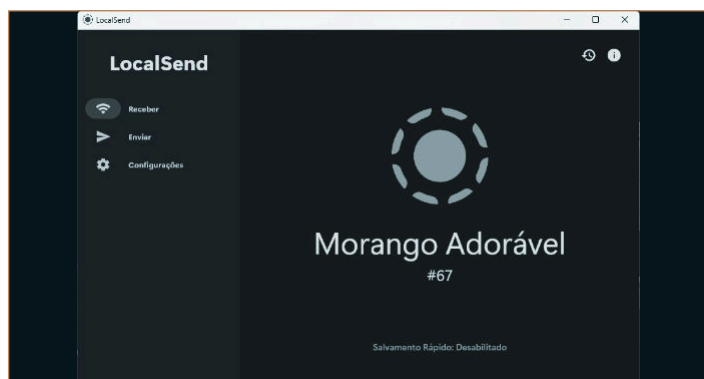 LocalSend
LocalSend
Receber
Enviar
Configurações
Morango Adorável
#67
Salvamento Rápido: Desabilitado